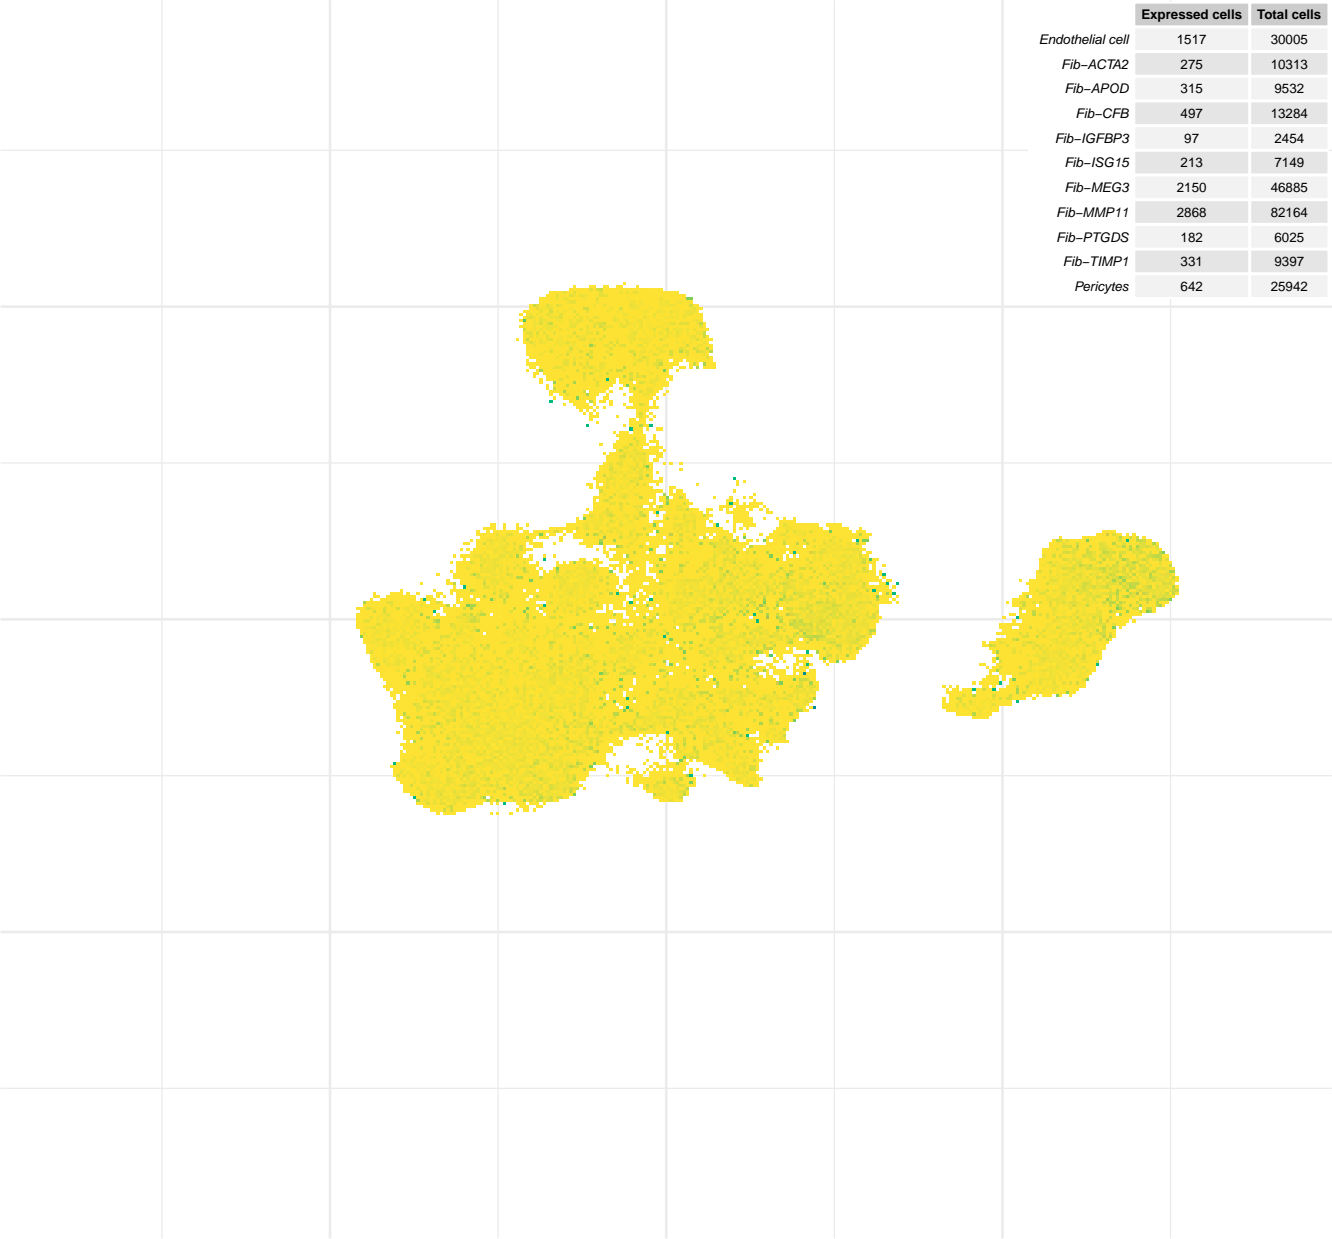 Expressed cells Total cells
Endothelial cell 1517 30005
Fib−ACTA2 275 10313
Fib−APOD 315 9532
Fib−CFB 497 13284
Fib−IGFBP3 97 2454
Fib−ISG15 213 7149
Fib−MEG3 2150 46885
Fib−MMP11 2868 82164
Fib−PTGDS 182 6025
Fib−TIMP1 331 9397
Pericytes 642 25942